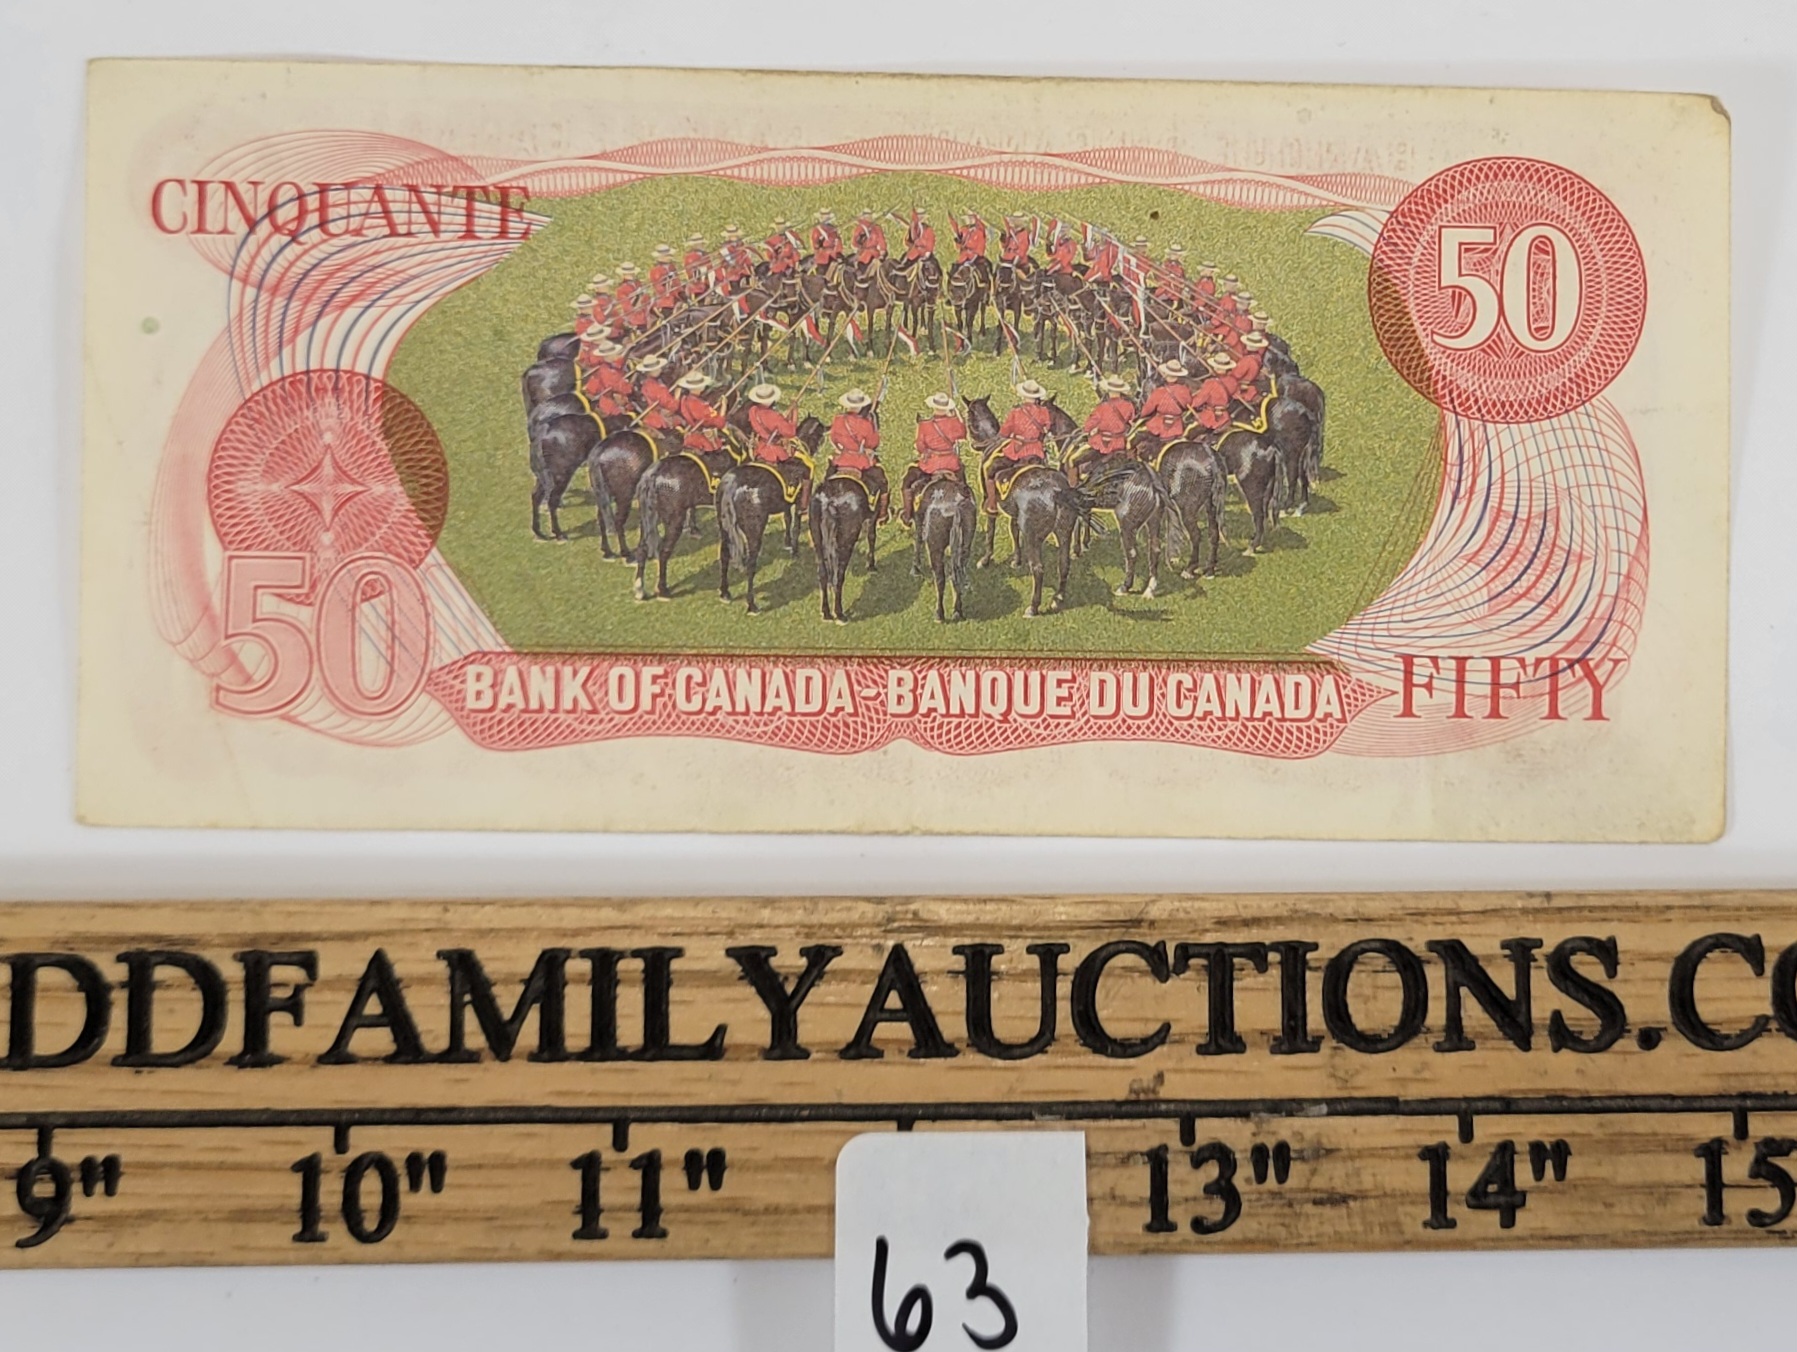 CINQUANTE
50
50
BANK OF CANADA - BANQUE DU CANADA
FIFTY
DDFAMILYAUCTIONS.CO
9" 10" 11" 13" 14" 15
63